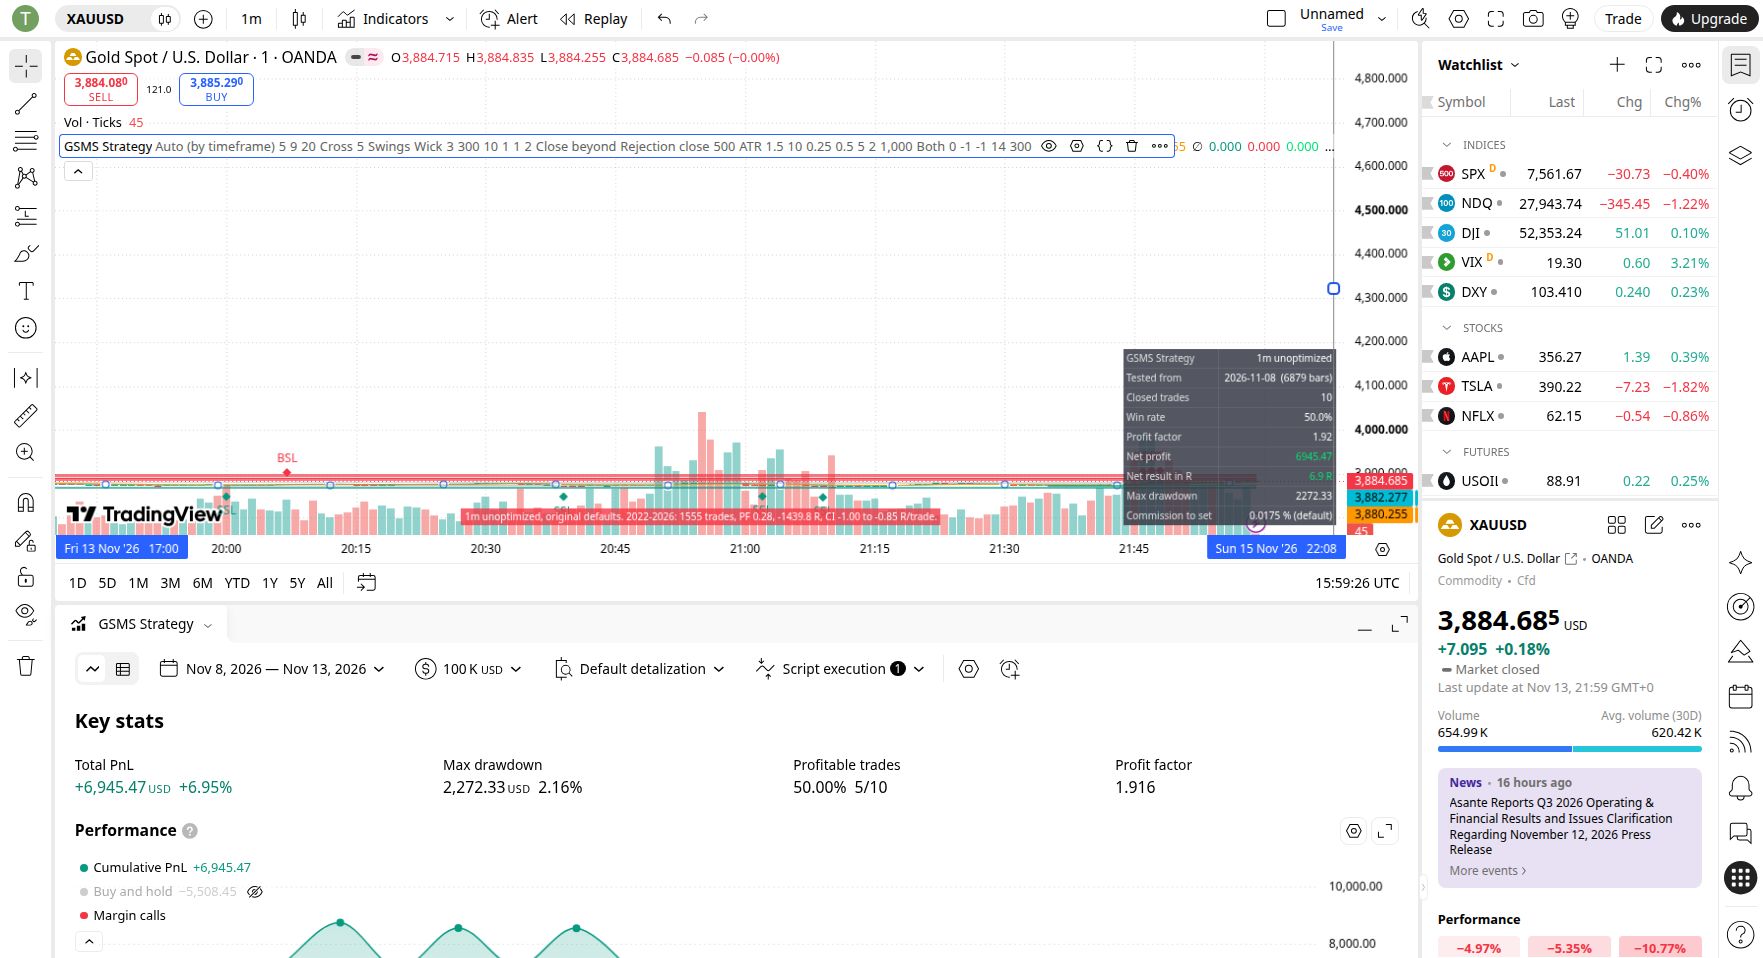 T XAUUSD 1m Indicators Alert Replay Unnamed Save Trade Upgrade
Gold Spot / U.S. Dollar · 1 · OANDA O3,884.715 H3,884.835 L3,884.255 C3,884.685 −0.085 (−0.00%)
3,884.080 SELL 121.0 3,885.290 BUY
Vol · Ticks 45
GSMS Strategy Auto (by timeframe) 5 9 20 Cross 5 Swings Wick 3 300 10 1 1 2 Close beyond Rejection close 500 ATR 1.5 10 0.25 0.5 5 2 1,000 Both 0 -1 -1 14 300 ∅ 0.000 0.000 0.000 ...
4,800.000
4,700.000
4,600.000
4,500.000
4,400.000
4,300.000
4,200.000
4,100.000
4,000.000
3,884.685
3,882.277
3,880.255
45
GSMS Strategy 1m unoptimized
Tested from 2026-11-08 (6879 bars)
Closed trades 10
Win rate 50.0%
Profit factor 1.92
Net profit 6945.47
Net result in R 6.9 R
Max drawdown 2272.33
Commission to set 0.0175 % (default)
BSL
TradingView
1m unoptimized, original defaults. 2022-2026: 1555 trades, PF 0.28, -1439.8 R, CI -1.00 to -0.85 R/trade.
Fri 13 Nov '26 17:00 20:00 20:15 20:30 20:45 21:00 21:15 21:30 21:45 Sun 15 Nov '26 22:08
1D 5D 1M 3M 6M YTD 1Y 5Y All 15:59:26 UTC
GSMS Strategy
Nov 8, 2026 — Nov 13, 2026 100 K USD Default detalization Script execution 1
Key stats
Total PnL Max drawdown Profitable trades Profit factor
+6,945.47 USD +6.95% 2,272.33 USD 2.16% 50.00% 5/10 1.916
Performance ?
Cumulative PnL +6,945.47
Buy and hold −5,508.45
Margin calls
10,000.00
8,000.00
Watchlist
Symbol Last Chg Chg%
INDICES
SPX D 7,561.67 −30.73 −0.40%
NDQ 27,943.74 −345.45 −1.22%
DJI 52,353.24 51.01 0.10%
VIX D 19.30 0.60 3.21%
DXY 103.410 0.240 0.23%
STOCKS
AAPL 356.27 1.39 0.39%
TSLA 390.22 −7.23 −1.82%
NFLX 62.15 −0.54 −0.86%
FUTURES
USOIL 88.91 0.22 0.25%
XAUUSD
Gold Spot / U.S. Dollar • OANDA
Commodity • Cfd
3,884.685 USD
+7.095 +0.18%
Market closed
Last update at Nov 13, 21:59 GMT+0
Volume Avg. volume (30D)
654.99 K 620.42 K
News • 16 hours ago
Asante Reports Q3 2026 Operating &
Financial Results and Issues Clarification
Regarding November 12, 2026 Press
Release
More events
Performance
−4.97% −5.35% −10.77%